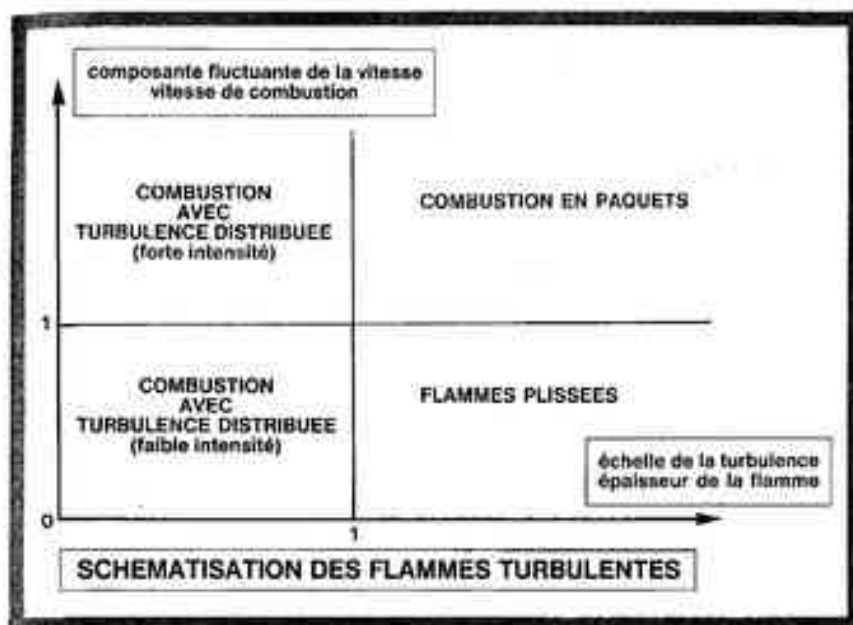 composante fluctuante de la vitesse
vitesse de combustion
COMBUSTION
AVEC
TURBULENCE DISTRIBUEE
(forte intensité)
COMBUSTION EN PAQUETS
1
COMBUSTION
AVEC
TURBULENCE DISTRIBUEE
(faible intensité)
FLAMMES PLISSEES
échelle de la turbulence
épaisseur de la flamme
0
1
SCHEMATISATION DES FLAMMES TURBULENTES